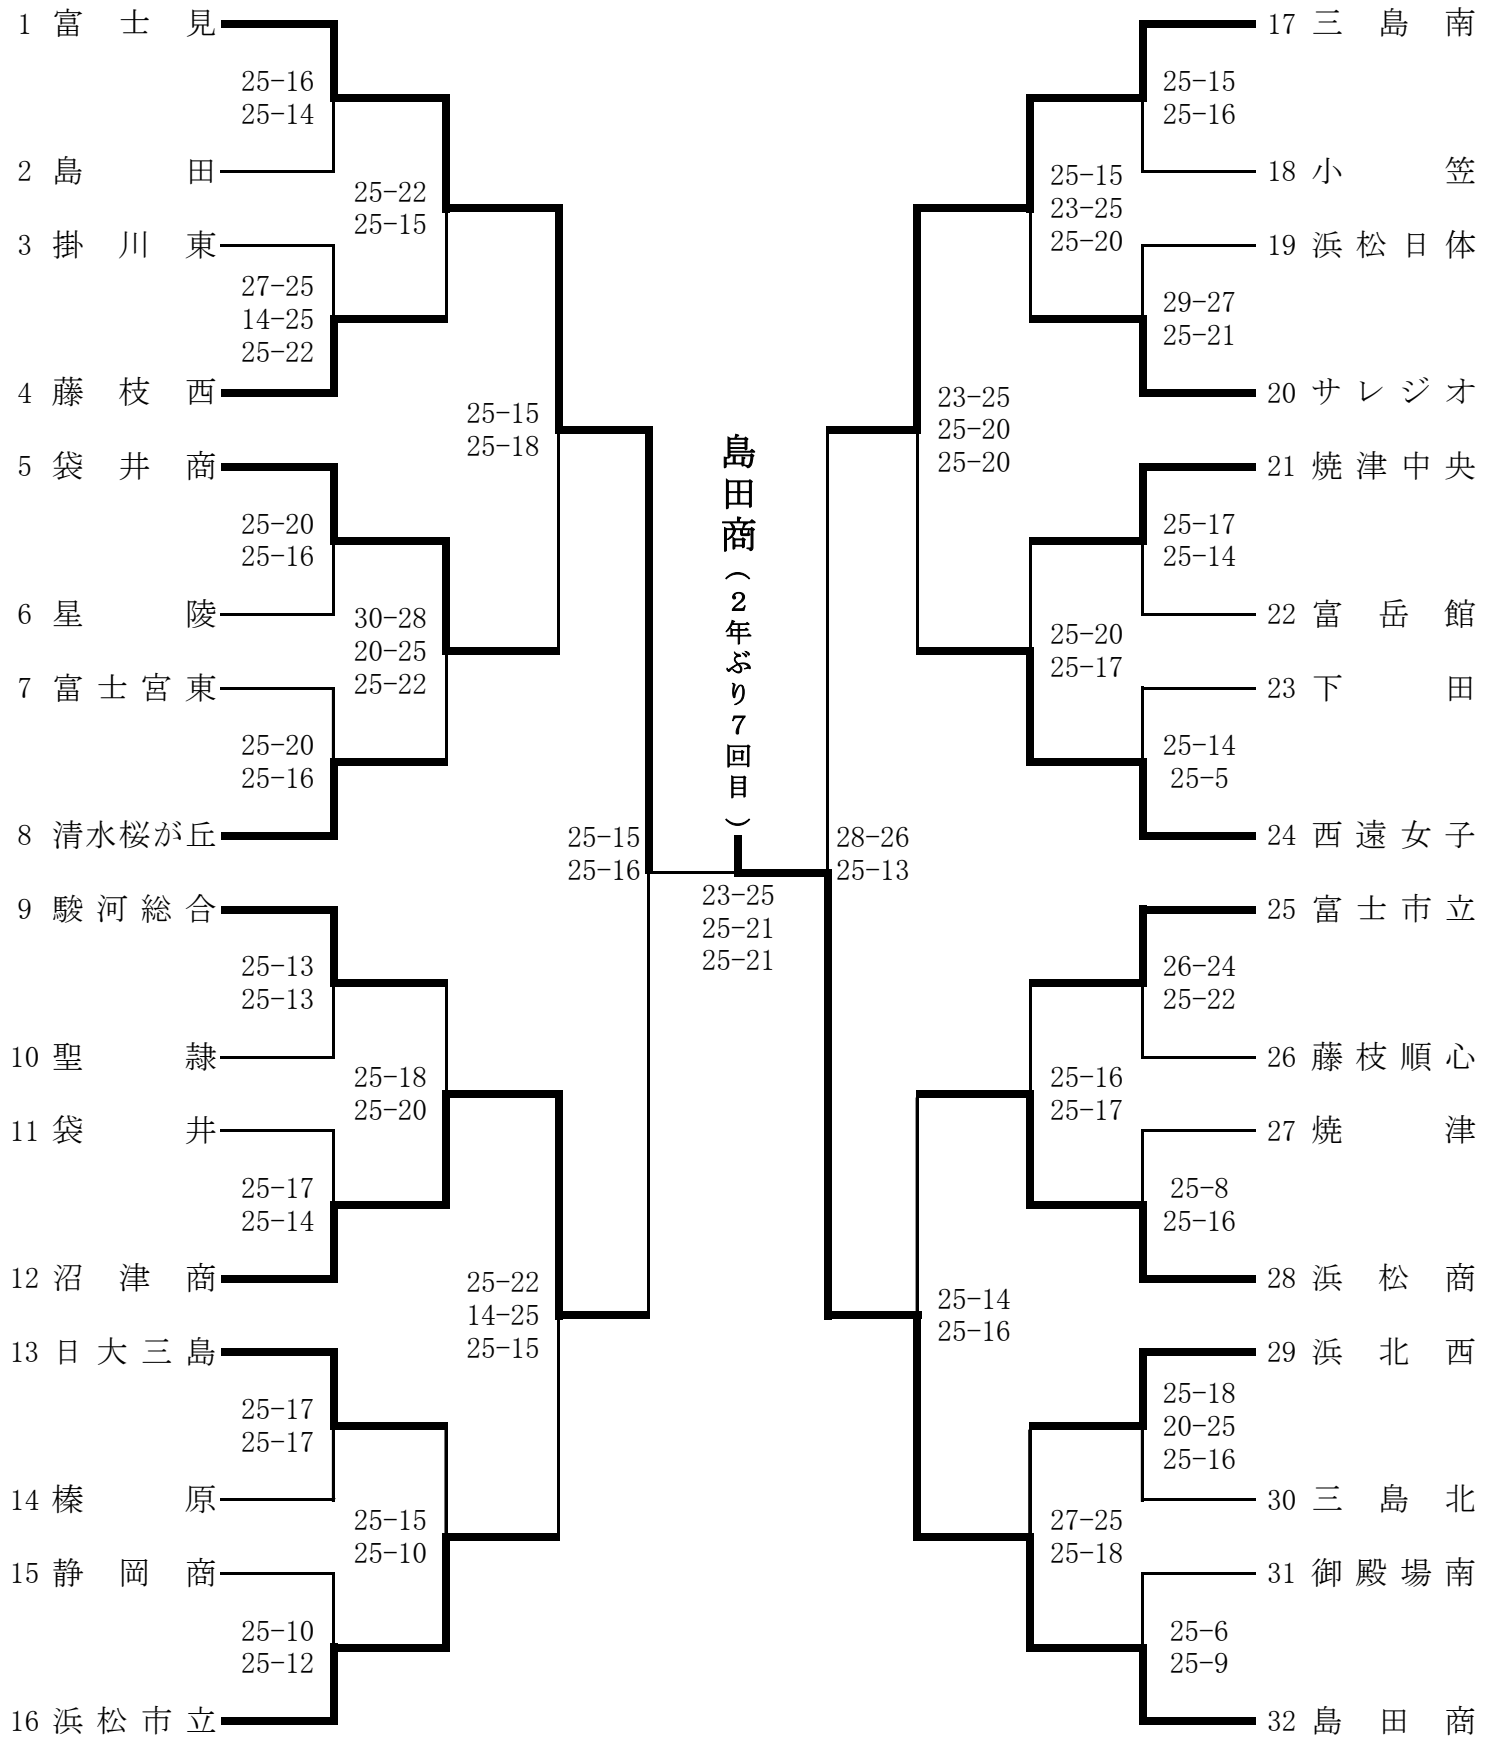 1 富士見
25-16
25-14
2 島田
25-22
25-15
3 掛川東
27-25
14-25
25-22
4 藤枝西
25-15
25-18
5 袋井商
25-20
25-16
6 星陵
30-28
20-25
25-22
7 富士宮東
25-20
25-16
8 清水桜が丘
25-15
25-16
9 駿河総合
25-13
25-13
10 聖隷
25-18
25-20
11 袋井
25-17
25-14
12 沼津商
25-22
14-25
25-15
13 日大三島
25-17
25-17
14 榛原
25-15
25-10
15 静岡商
25-10
25-12
16 浜松市立
島田商(2年ぶり7回目)
23-25
25-21
25-21
17 三島南
25-15
25-16
18 小笠
25-15
23-25
25-20
19 浜松日体
29-27
25-21
20 サレジオ
23-25
25-20
25-20
21 焼津中央
25-17
25-14
22 富岳館
25-20
25-17
23 下田
25-14
25-5
24 西遠女子
28-26
25-13
25 富士市立
26-24
25-22
26 藤枝順心
25-16
25-17
27 焼津
25-8
25-16
28 浜松商
25-14
25-16
29 浜北西
25-18
20-25
25-16
30 三島北
27-25
25-18
31 御殿場南
25-6
25-9
32 島田商